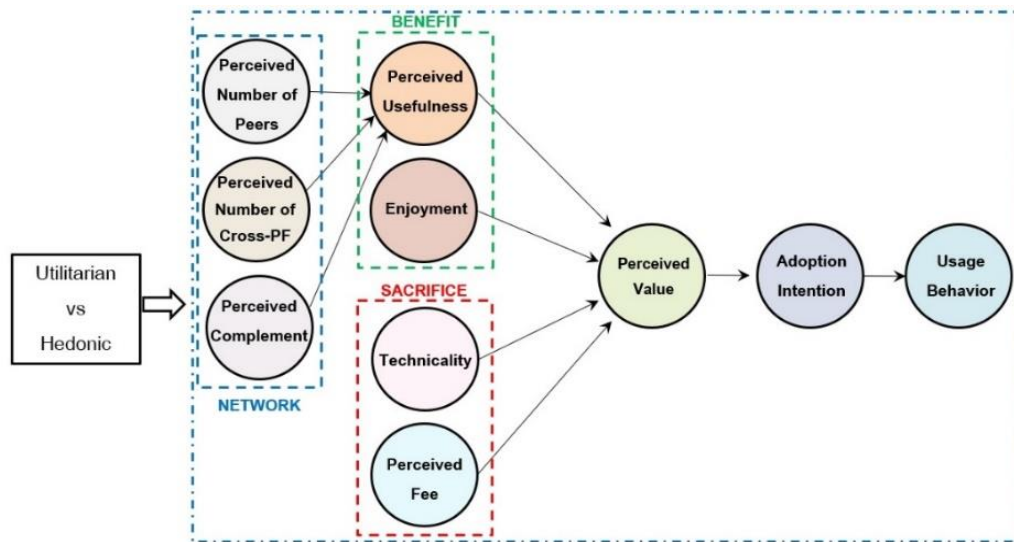 BENEFIT
Perceived
Number of
Peers
Perceived
Usefulness
Perceived
Number of
Cross-PF
Enjoyment
Utilitarian
vs
Hedonic
Perceived
Complement
NETWORK
SACRIFICE
Technicality
Perceived
Fee
Perceived
Value
Adoption
Intention
Usage
Behavior